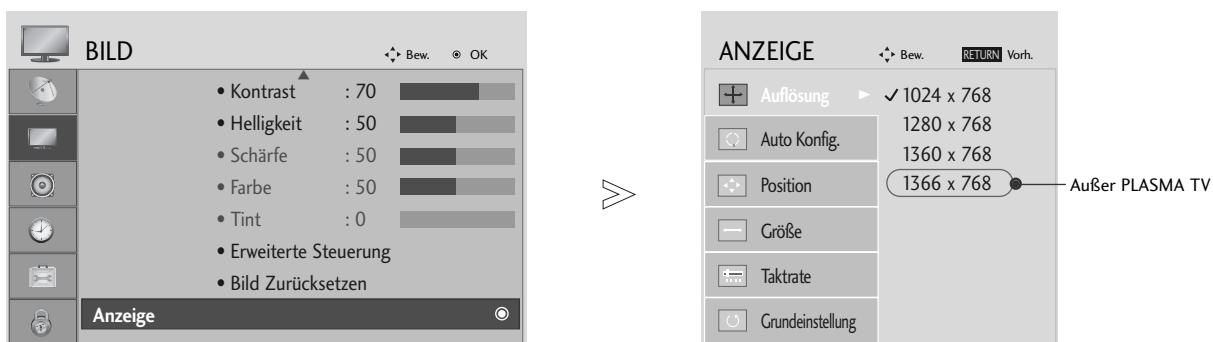 BILD
Bew. OK
• Kontrast : 70
• Helligkeit : 50
• Schärfe : 50
• Farbe : 50
• Tint : 0
• Erweiterte Steuerung
• Bild Zurücksetzen
Anzeige
ANZEIGE
Bew. RETURN Vorh.
Auflösung
✓ 1024 x 768
1280 x 768
1360 x 768
1366 x 768
Außer PLASMA TV
Auto Konfig.
Position
Größe
Taktrate
Grundeinstellung